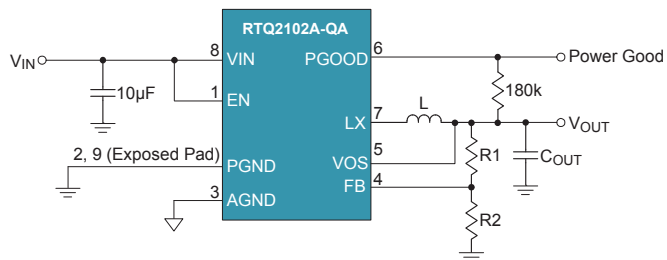 RTQ2102A-QA
VIN
8
VIN
PGOOD
6
Power Good
10µF
1
EN
180k
LX
7
L
VOUT
2, 9 (Exposed Pad)
PGND
VOS
5
R1
COUT
3
AGND
FB
4
R2